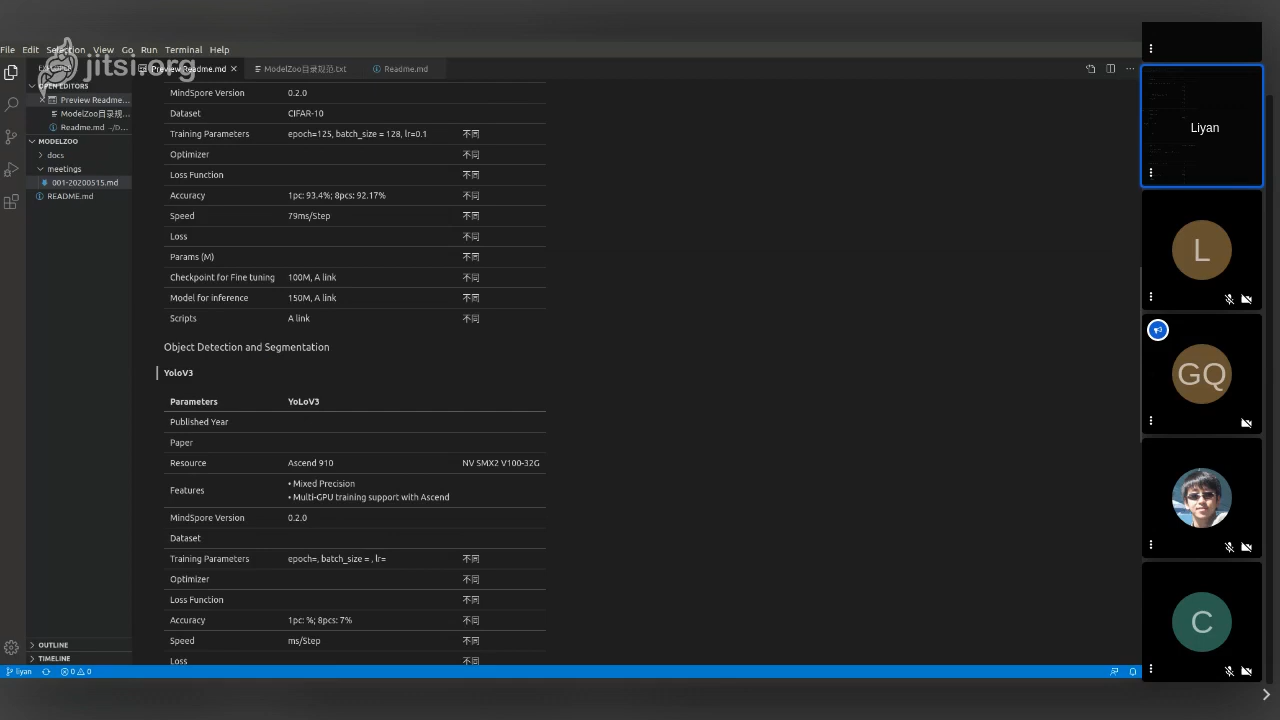 File Edit Selection View Go Run Terminal Help
jitsi.org
Preview Readme.md
ModelZoo目录规范.txt
Readme.md
OPEN EDITORS
Preview Readme...
ModelZoo目录规...
Readme.md ~/D...
MODELZOO
docs
meetings
001-20200515.md
README.md
OUTLINE
TIMELINE
liyan 0 0
MindSpore Version 0.2.0
Dataset CIFAR-10
Training Parameters epoch=125, batch_size = 128, lr=0.1 不同
Optimizer 不同
Loss Function 不同
Accuracy 1pc: 93.4%; 8pcs: 92.17% 不同
Speed 79ms/Step 不同
Loss 不同
Params (M) 不同
Checkpoint for Fine tuning 100M, A link 不同
Model for inference 150M, A link 不同
Scripts A link 不同
Object Detection and Segmentation
YoloV3
Parameters YoLoV3
Published Year
Paper
Resource Ascend 910 NV SMX2 V100-32G
Features • Mixed Precision
• Multi-GPU training support with Ascend
MindSpore Version 0.2.0
Dataset
Training Parameters epoch=, batch_size = , lr= 不同
Optimizer 不同
Loss Function 不同
Accuracy 1pc: %; 8pcs: 7% 不同
Speed ms/Step 不同
Loss 不同
Liyan
L
GQ
C